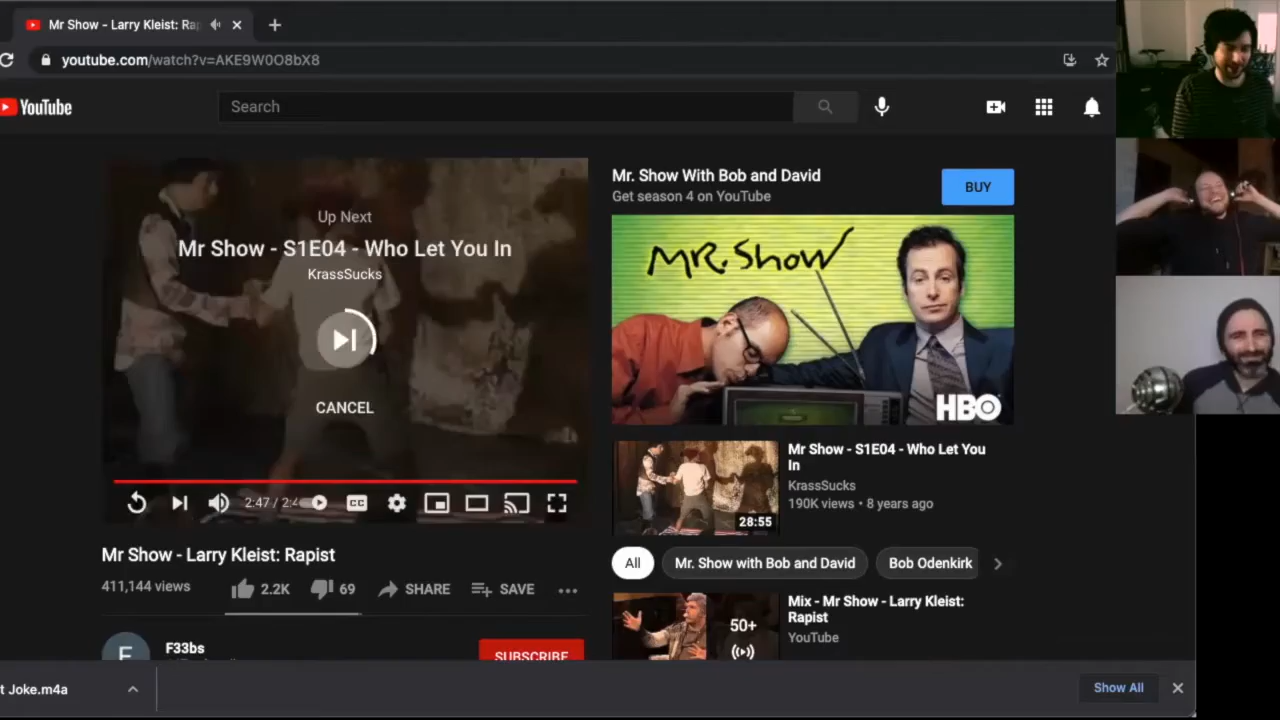 Mr Show - Larry Kleist: Rap
youtube.com/watch?v=AKE9W0O8bX8
YouTube
Search
Up Next
Mr Show - S1E04 - Who Let You In
KrassSucks
CANCEL
2:47 / 2:4
CC
Mr Show - Larry Kleist: Rapist
411,144 views
2.2K
69
SHARE
SAVE
F
F33bs
SUBSCRIBE
Mr. Show With Bob and David
Get season 4 on YouTube
BUY
MR. SHOW
HBO
28:55
Mr Show - S1E04 - Who Let You
In
KrassSucks
190K views • 8 years ago
All
Mr. Show with Bob and David
Bob Odenkirk
50+
Mix - Mr Show - Larry Kleist:
Rapist
YouTube
t Joke.m4a
Show All